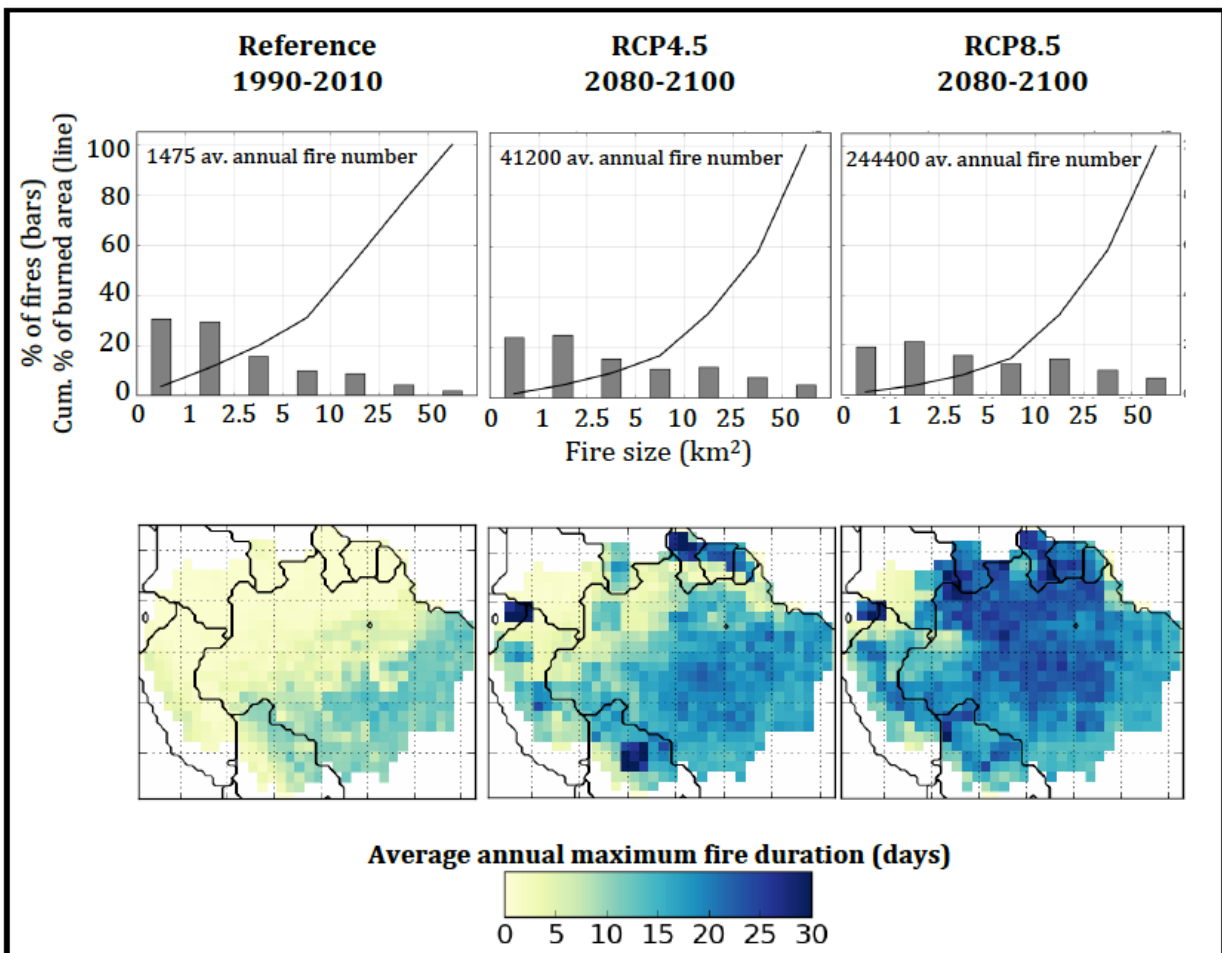 Reference
1990-2010
RCP4.5
2080-2100
RCP8.5
2080-2100
% of fires (bars)
Cum. % of burned area (line)
100
80
60
40
20
0
1475 av. annual fire number
41200 av. annual fire number
244400 av. annual fire number
0 1 2.5 5 10 25 50
0 1 2.5 5 10 25 50
0 1 2.5 5 10 25 50
Fire size (km²)
Average annual maximum fire duration (days)
0 5 10 15 20 25 30